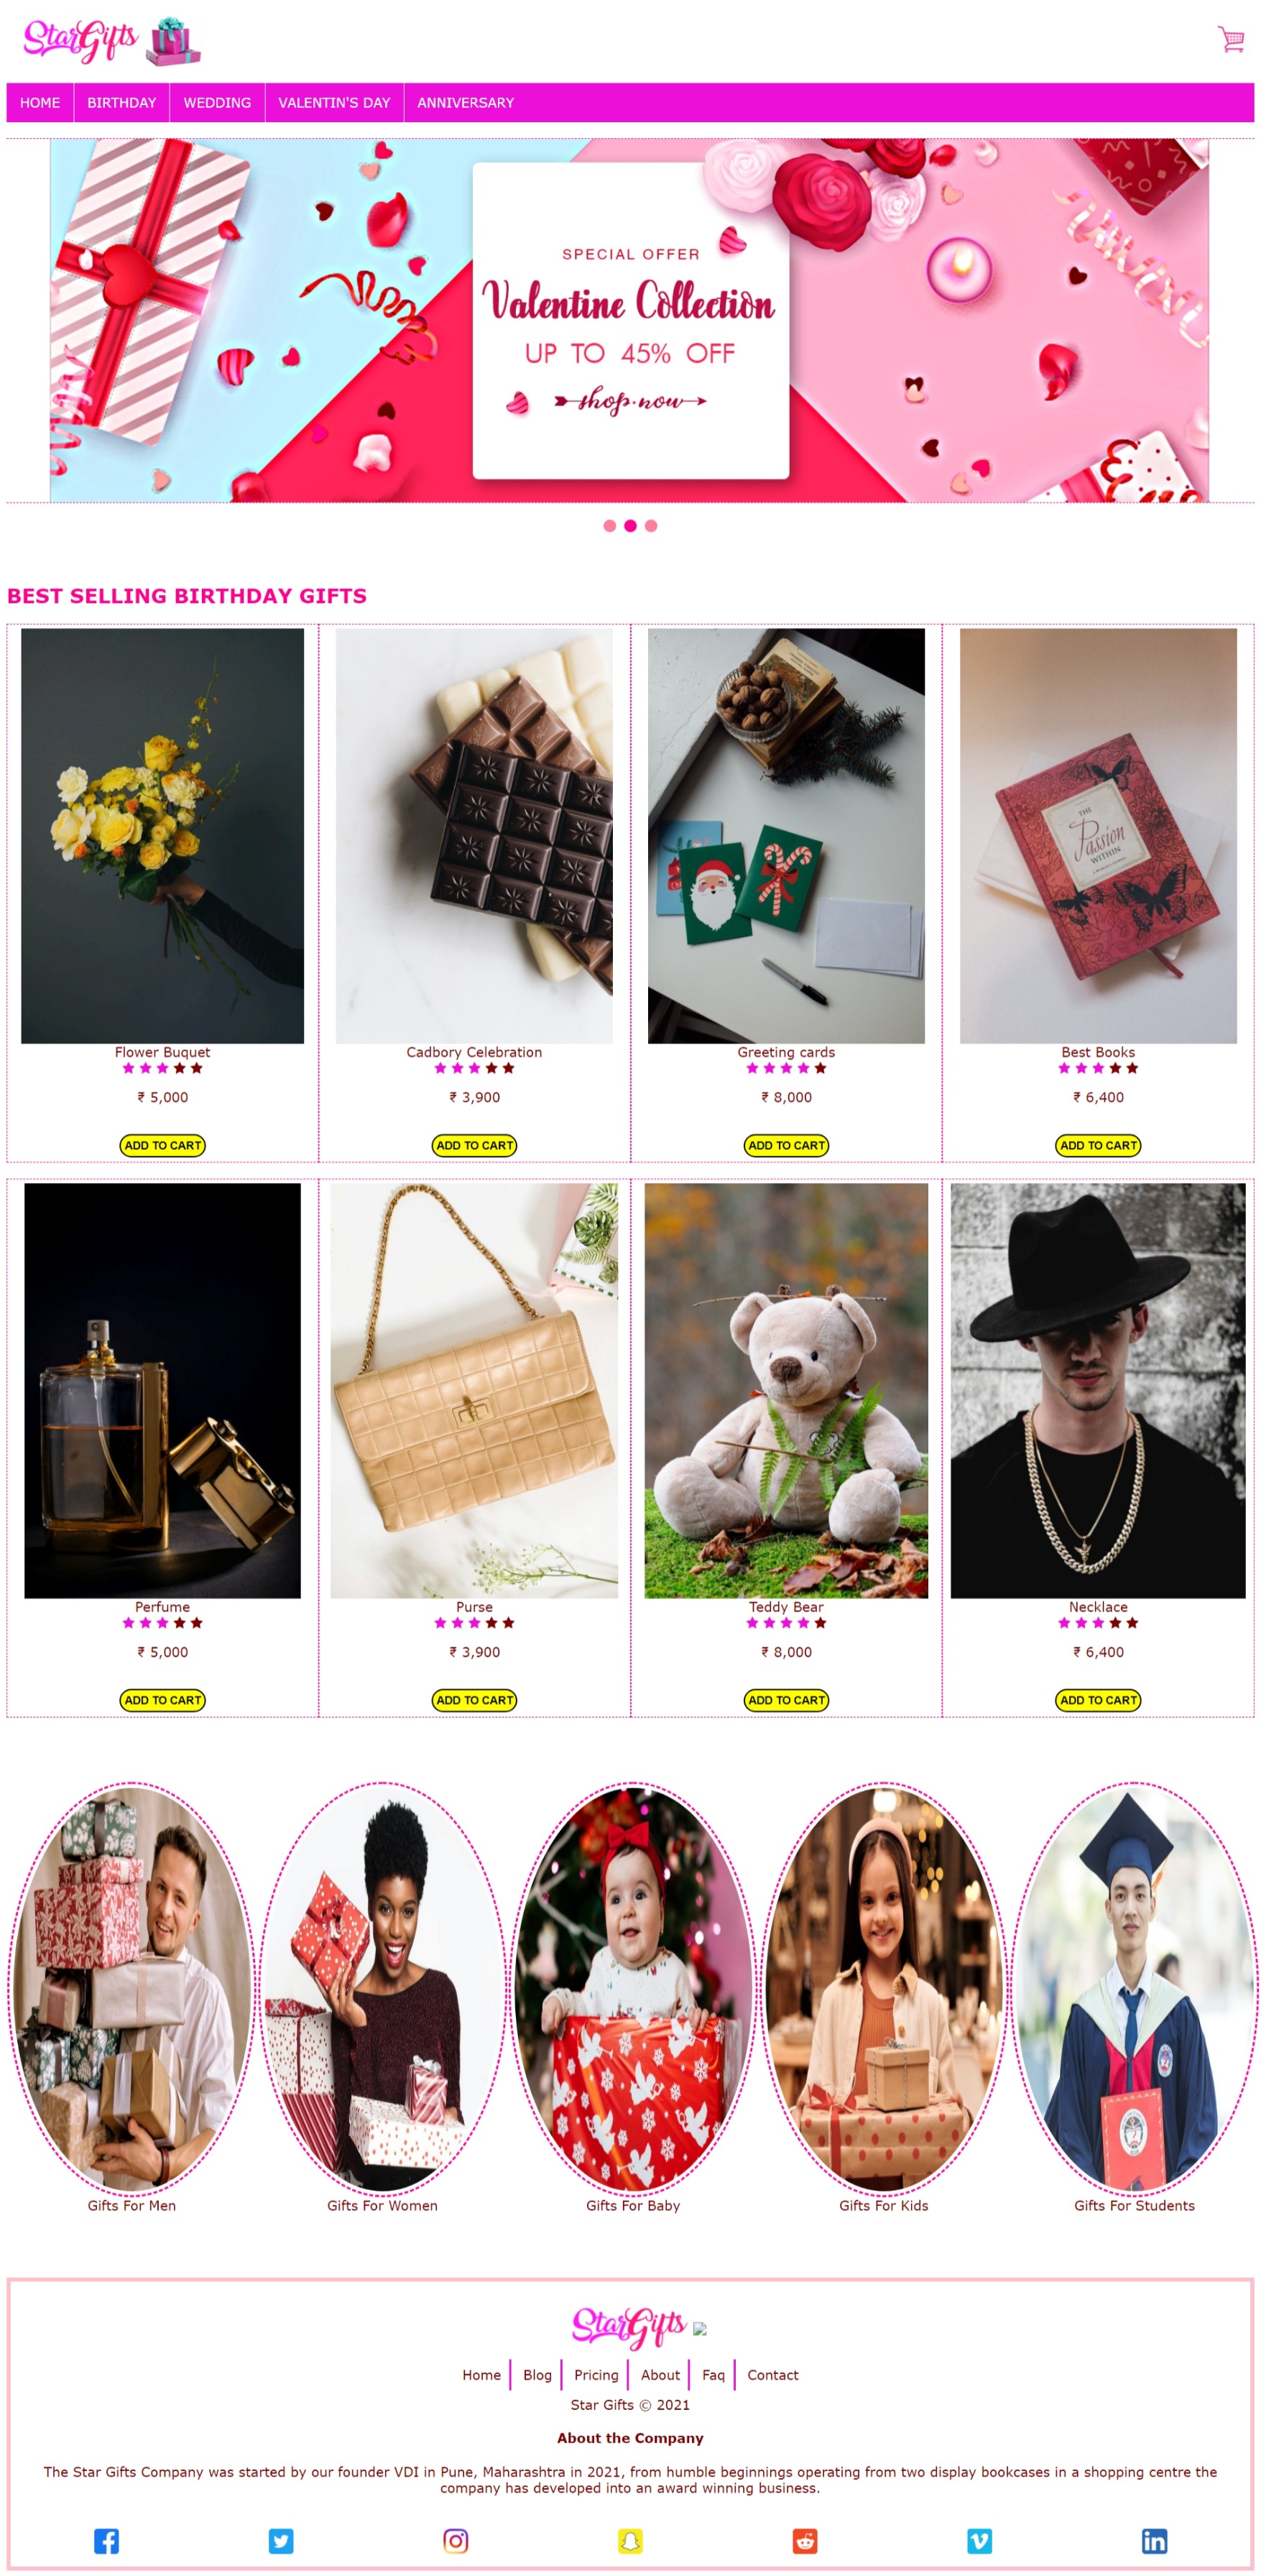 StarGifts
HOME BIRTHDAY WEDDING VALENTIN'S DAY ANNIVERSARY
SPECIAL OFFER
Valentine Collection
UP TO 45% OFF
shop now
BEST SELLING BIRTHDAY GIFTS
THE
Passion
WITHIN
Flower Buquet Cadbory Celebration Greeting cards Best Books
₹ 5,000 ₹ 3,900 ₹ 8,000 ₹ 6,400
ADD TO CART ADD TO CART ADD TO CART ADD TO CART
Perfume Purse Teddy Bear Necklace
₹ 5,000 ₹ 3,900 ₹ 8,000 ₹ 6,400
ADD TO CART ADD TO CART ADD TO CART ADD TO CART
Gifts For Men Gifts For Women Gifts For Baby Gifts For Kids Gifts For Students
StarGifts
Home Blog Pricing About Faq Contact
Star Gifts © 2021
About the Company
The Star Gifts Company was started by our founder VDI in Pune, Maharashtra in 2021, from humble beginnings operating from two display bookcases in a shopping centre the
company has developed into an award winning business.